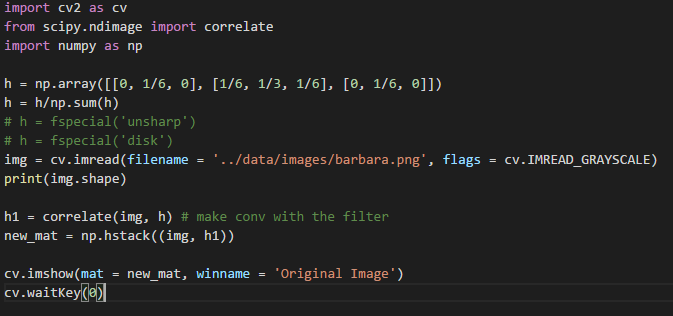 import cv2 as cv
from scipy.ndimage import correlate
import numpy as np
h = np.array([[0, 1/6, 0], [1/6, 1/3, 1/6], [0, 1/6, 0]])
h = h/np.sum(h)
# h = fspecial('unsharp')
# h = fspecial('disk')
img = cv.imread(filename = '../data/images/barbara.png', flags = cv.IMREAD_GRAYSCALE)
print(img.shape)
h1 = correlate(img, h) # make conv with the filter
new_mat = np.hstack((img, h1))
cv.imshow(mat = new_mat, winname = 'Original Image')
cv.waitKey(0)